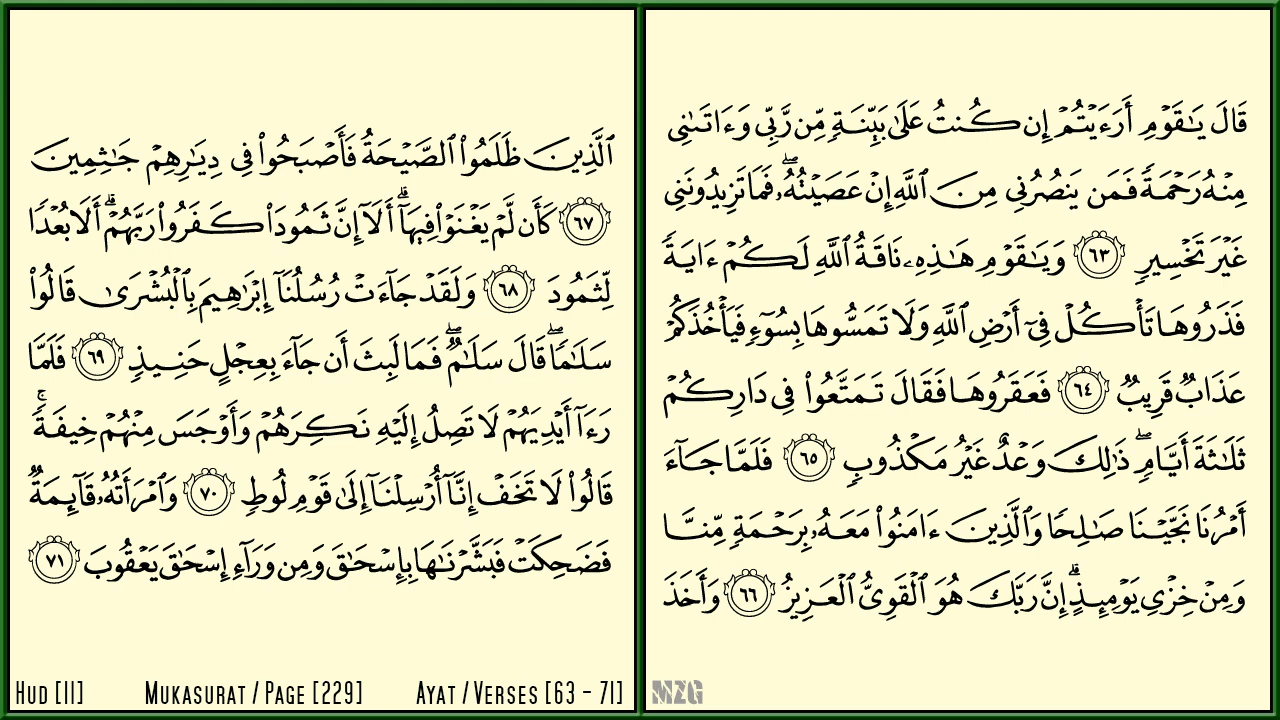 قَالَ يَٰقَوْمِ أَرَءَيْتُمْ إِن كُنتُ عَلَىٰ بَيِّنَةٍ مِّن رَّبِّى وَءَاتَىٰنِى
مِنْهُ رَحْمَةً فَمَن يَنصُرُنِى مِنَ ٱللَّهِ إِنْ عَصَيْتُهُۥ ۖ فَمَا تَزِيدُونَنِى
غَيْرَ تَخْسِيرٍ ٦٣ وَيَٰقَوْمِ هَٰذِهِۦ نَاقَةُ ٱللَّهِ لَكُمْ ءَايَةً
فَذَرُوهَا تَأْكُلْ فِىٓ أَرْضِ ٱللَّهِ وَلَا تَمَسُّوهَا بِسُوٓءٍ فَيَأْخُذَكُمْ
عَذَابٌ قَرِيبٌ ٦٤ فَعَقَرُوهَا فَقَالَ تَمَتَّعُوا۟ فِى دَارِكُمْ
ثَلَٰثَةَ أَيَّامٍ ۖ ذَٰلِكَ وَعْدٌ غَيْرُ مَكْذُوبٍ ٦٥ فَلَمَّا جَآءَ
أَمْرُنَا نَجَّيْنَا صَٰلِحًا وَٱلَّذِينَ ءَامَنُوا۟ مَعَهُۥ بِرَحْمَةٍ مِّنَّا
وَمِنْ خِزْىِ يَوْمِئِذٍ ۗ إِنَّ رَبَّكَ هُوَ ٱلْقَوِىُّ ٱلْعَزِيزُ ٦٦ وَأَخَذَ
MZG
ٱلَّذِينَ ظَلَمُوا۟ ٱلصَّيْحَةُ فَأَصْبَحُوا۟ فِى دِيَٰرِهِمْ جَٰثِمِينَ
٦٧ كَأَن لَّمْ يَغْنَوْا۟ فِيهَآ ۗ أَلَآ إِنَّ ثَمُودَا۟ كَفَرُوا۟ رَبَّهُمْ ۗ أَلَا بُعْدًا
لِّثَمُودَ ٦٨ وَلَقَدْ جَآءَتْ رُسُلُنَآ إِبْرَٰهِيمَ بِٱلْبُشْرَىٰ قَالُوا۟
سَلَٰمًا ۖ قَالَ سَلَٰمٌ ۖ فَمَا لَبِثَ أَن جَآءَ بِعِجْلٍ حَنِيذٍ ٦٩ فَلَمَّا
رَءَآ أَيْدِيَهُمْ لَا تَصِلُ إِلَيْهِ نَكِرَهُمْ وَأَوْجَسَ مِنْهُمْ خِيفَةً ۚ
قَالُوا۟ لَا تَخَفْ إِنَّآ أُرْسِلْنَآ إِلَىٰ قَوْمِ لُوطٍ ٧٠ وَٱمْرَأَتُهُۥ قَآئِمَةٌ
فَضَحِكَتْ فَبَشَّرْنَٰهَا بِإِسْحَٰقَ وَمِن وَرَآءِ إِسْحَٰقَ يَعْقُوبَ ٧١
Hud [11] Mukasurat / Page [229] Ayat / Verses [63 - 71]